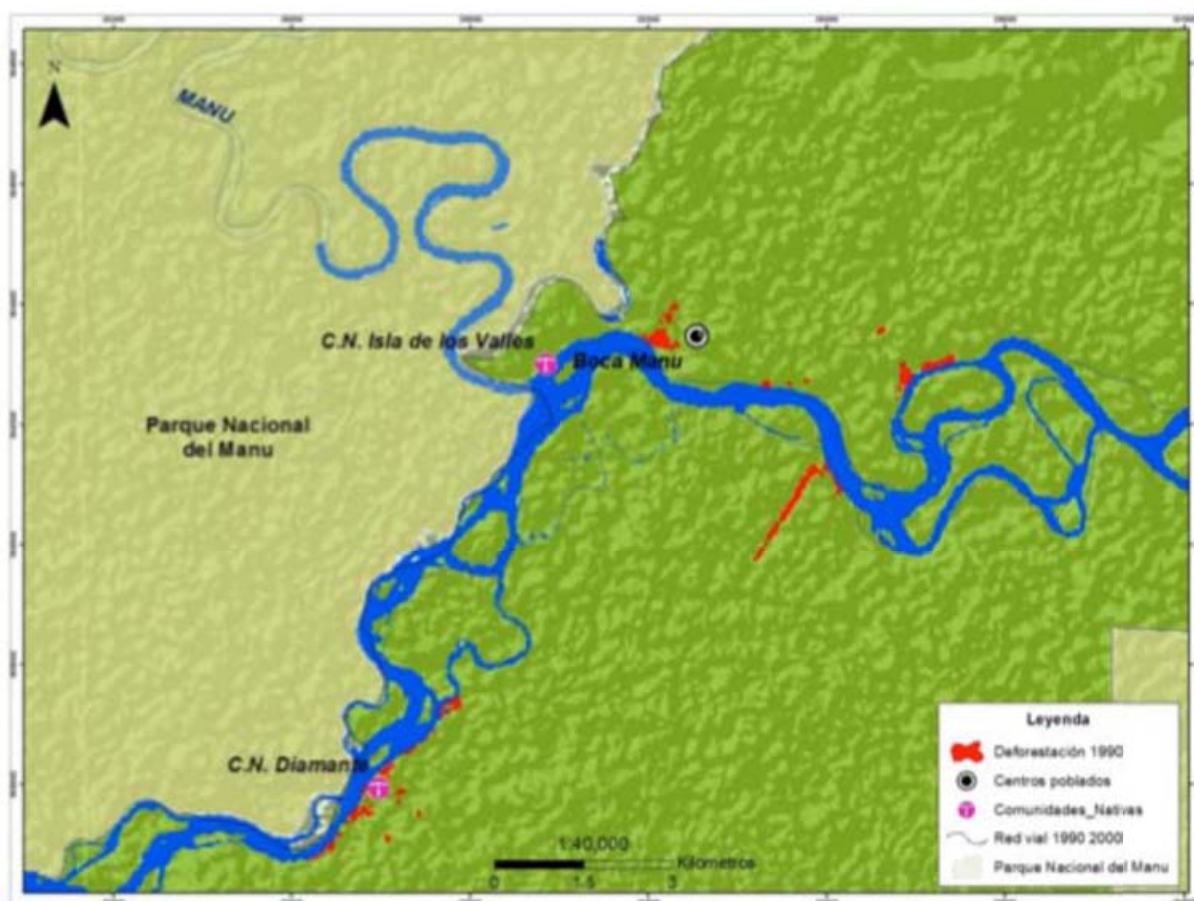 N
MANU
C.N. Isla de los Valles
Boca Manu
Parque Nacional
del Manu
C.N. Diamante
Leyenda
Deforestación 1990
Centros poblados
Comunidades_Nativas
Red vial 1990 2000
Parque Nacional del Manu
1:40,000
Kilómetros
0 1.5 3